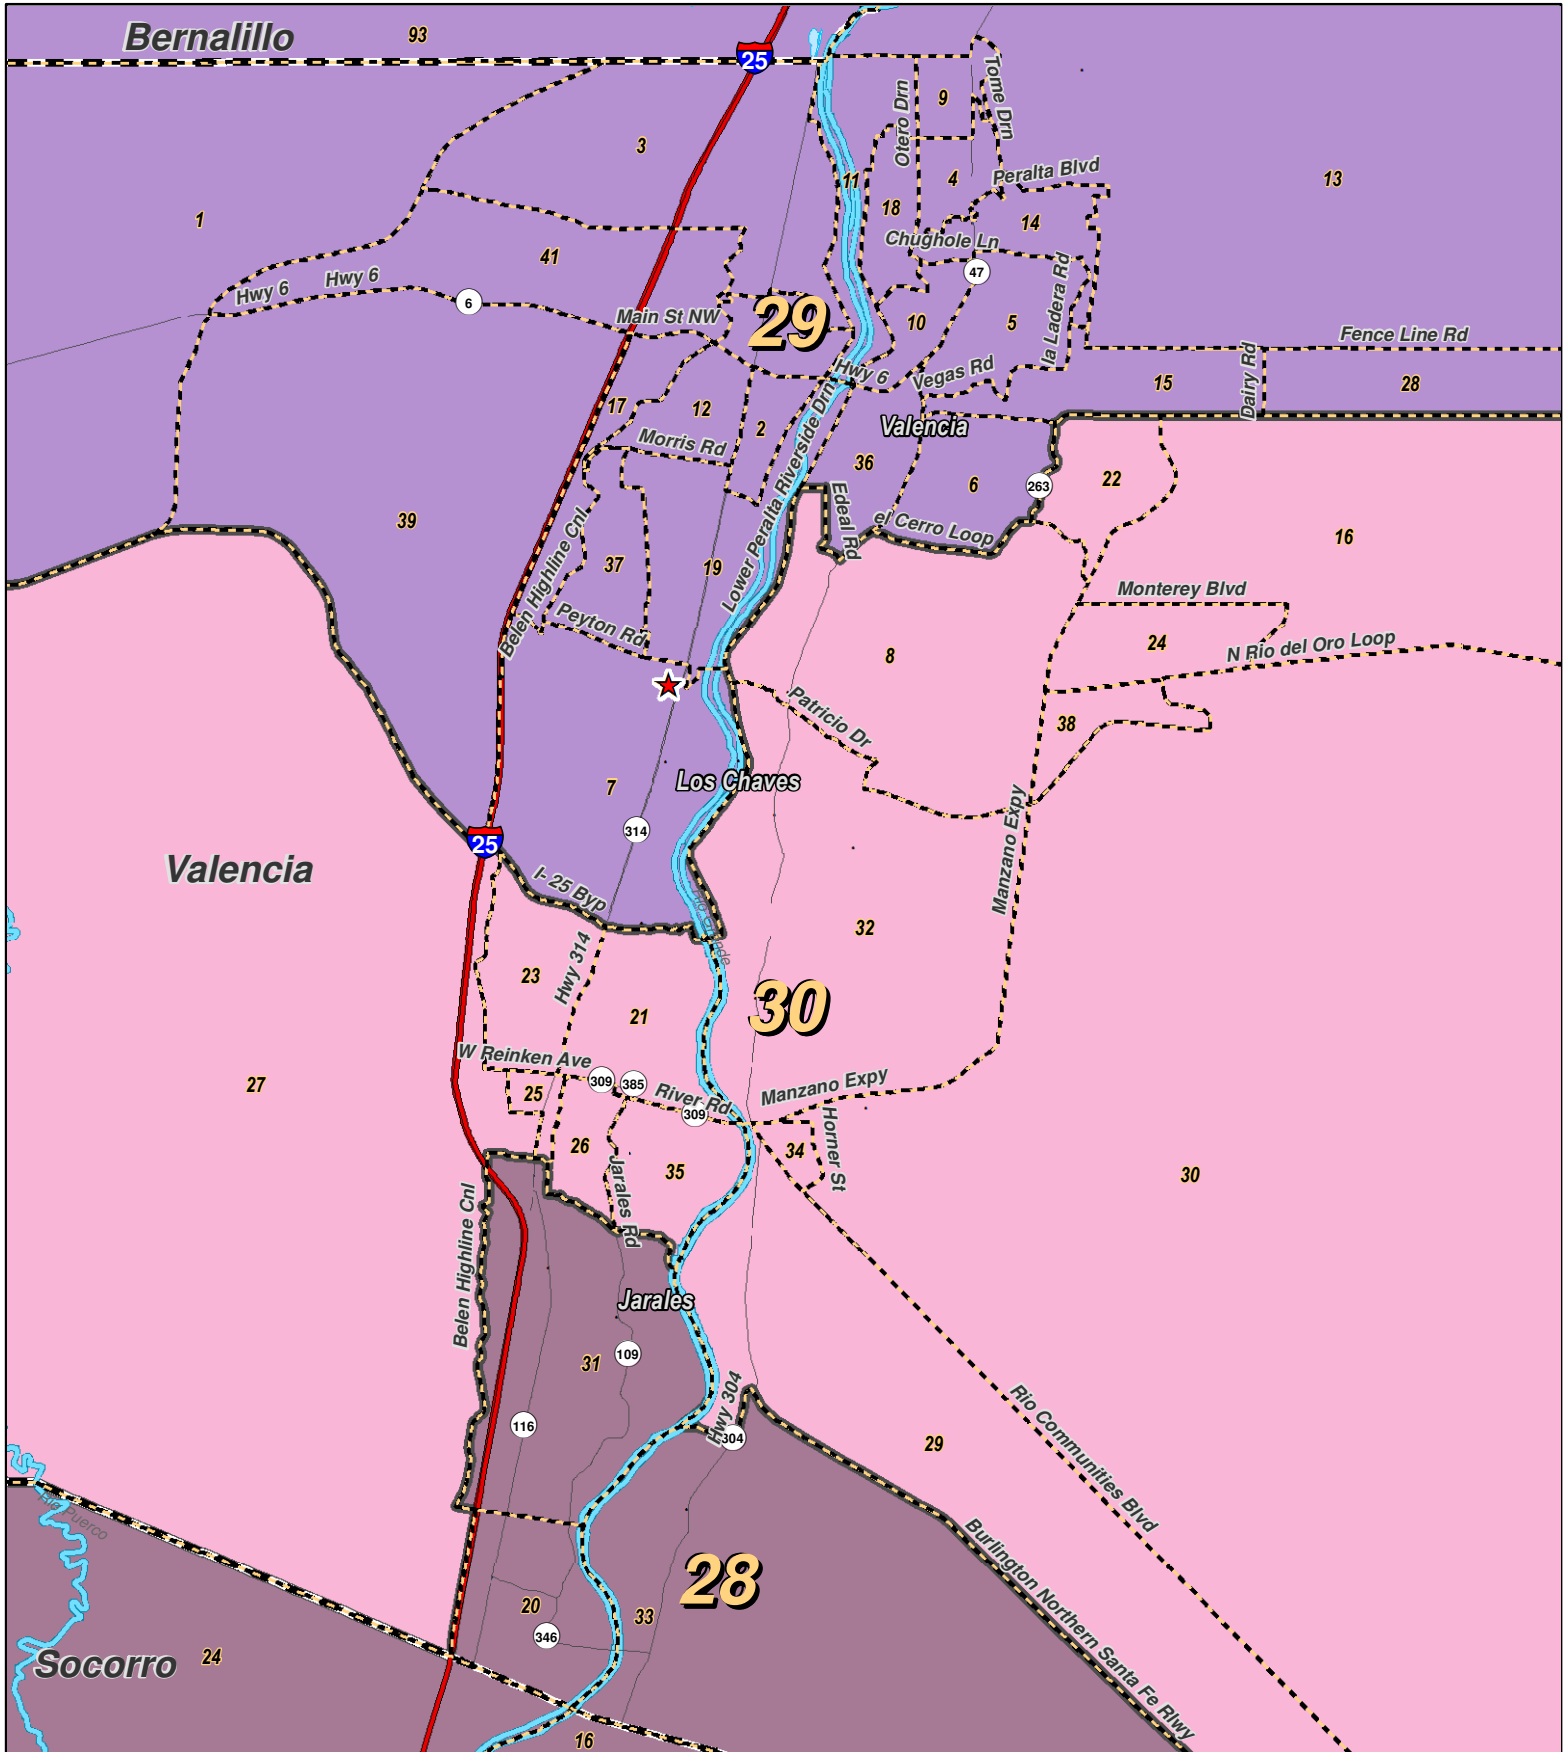 Bernalillo
93
25
9
Otero Drn
Tome Drn
3
11
4
Peralta Blvd
13
1
18
14
Chughole Ln
41
47
Hwy 6
Hwy 6
6
la Ladera Rd
Main St NW
29
10
5
Fence Line Rd
Hwy 6
Vegas Rd
15
Dairy Rd
28
17
12
2
Valencia
Morris Rd
Lower Peralta Riverside Drn
36
6
263
22
39
Edeal Rd
el Cerro Loop
16
Belen Highline Cnl
37
19
Monterey Blvd
Peyton Rd
8
24
N Rio del Oro Loop
Patricio Dr
38
7
Los Chaves
314
25
Valencia
I- 25 Byp
Manzano Expy
Rio Grande
32
23
Hwy 314
21
30
W Reinken Ave
309
385
27
25
River Rd
309
Manzano Expy
26
35
34
Horner St
30
Jarales Rd
Belen Highline Cnl
Jarales
31
109
116
Hwy 304
304
29
Rio Communities Blvd
Rio Puerco
Burlington Northern Santa Fe Rlwy
28
20
33
346
Socorro
24
16